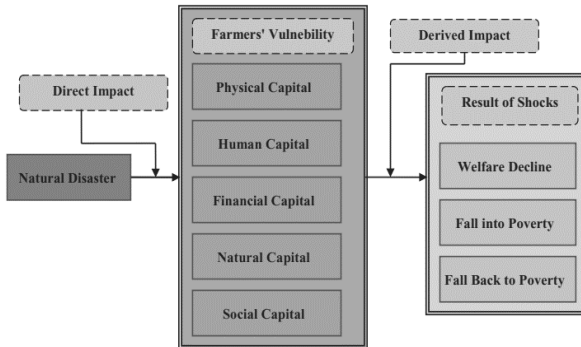 Farmers' Vulnebility
Derived Impact
Direct Impact
Physical Capital
Result of Shocks
Human Capital
Welfare Decline
Natural Disaster
Financial Capital
Fall into Poverty
Natural Capital
Fall Back to Poverty
Social Capital